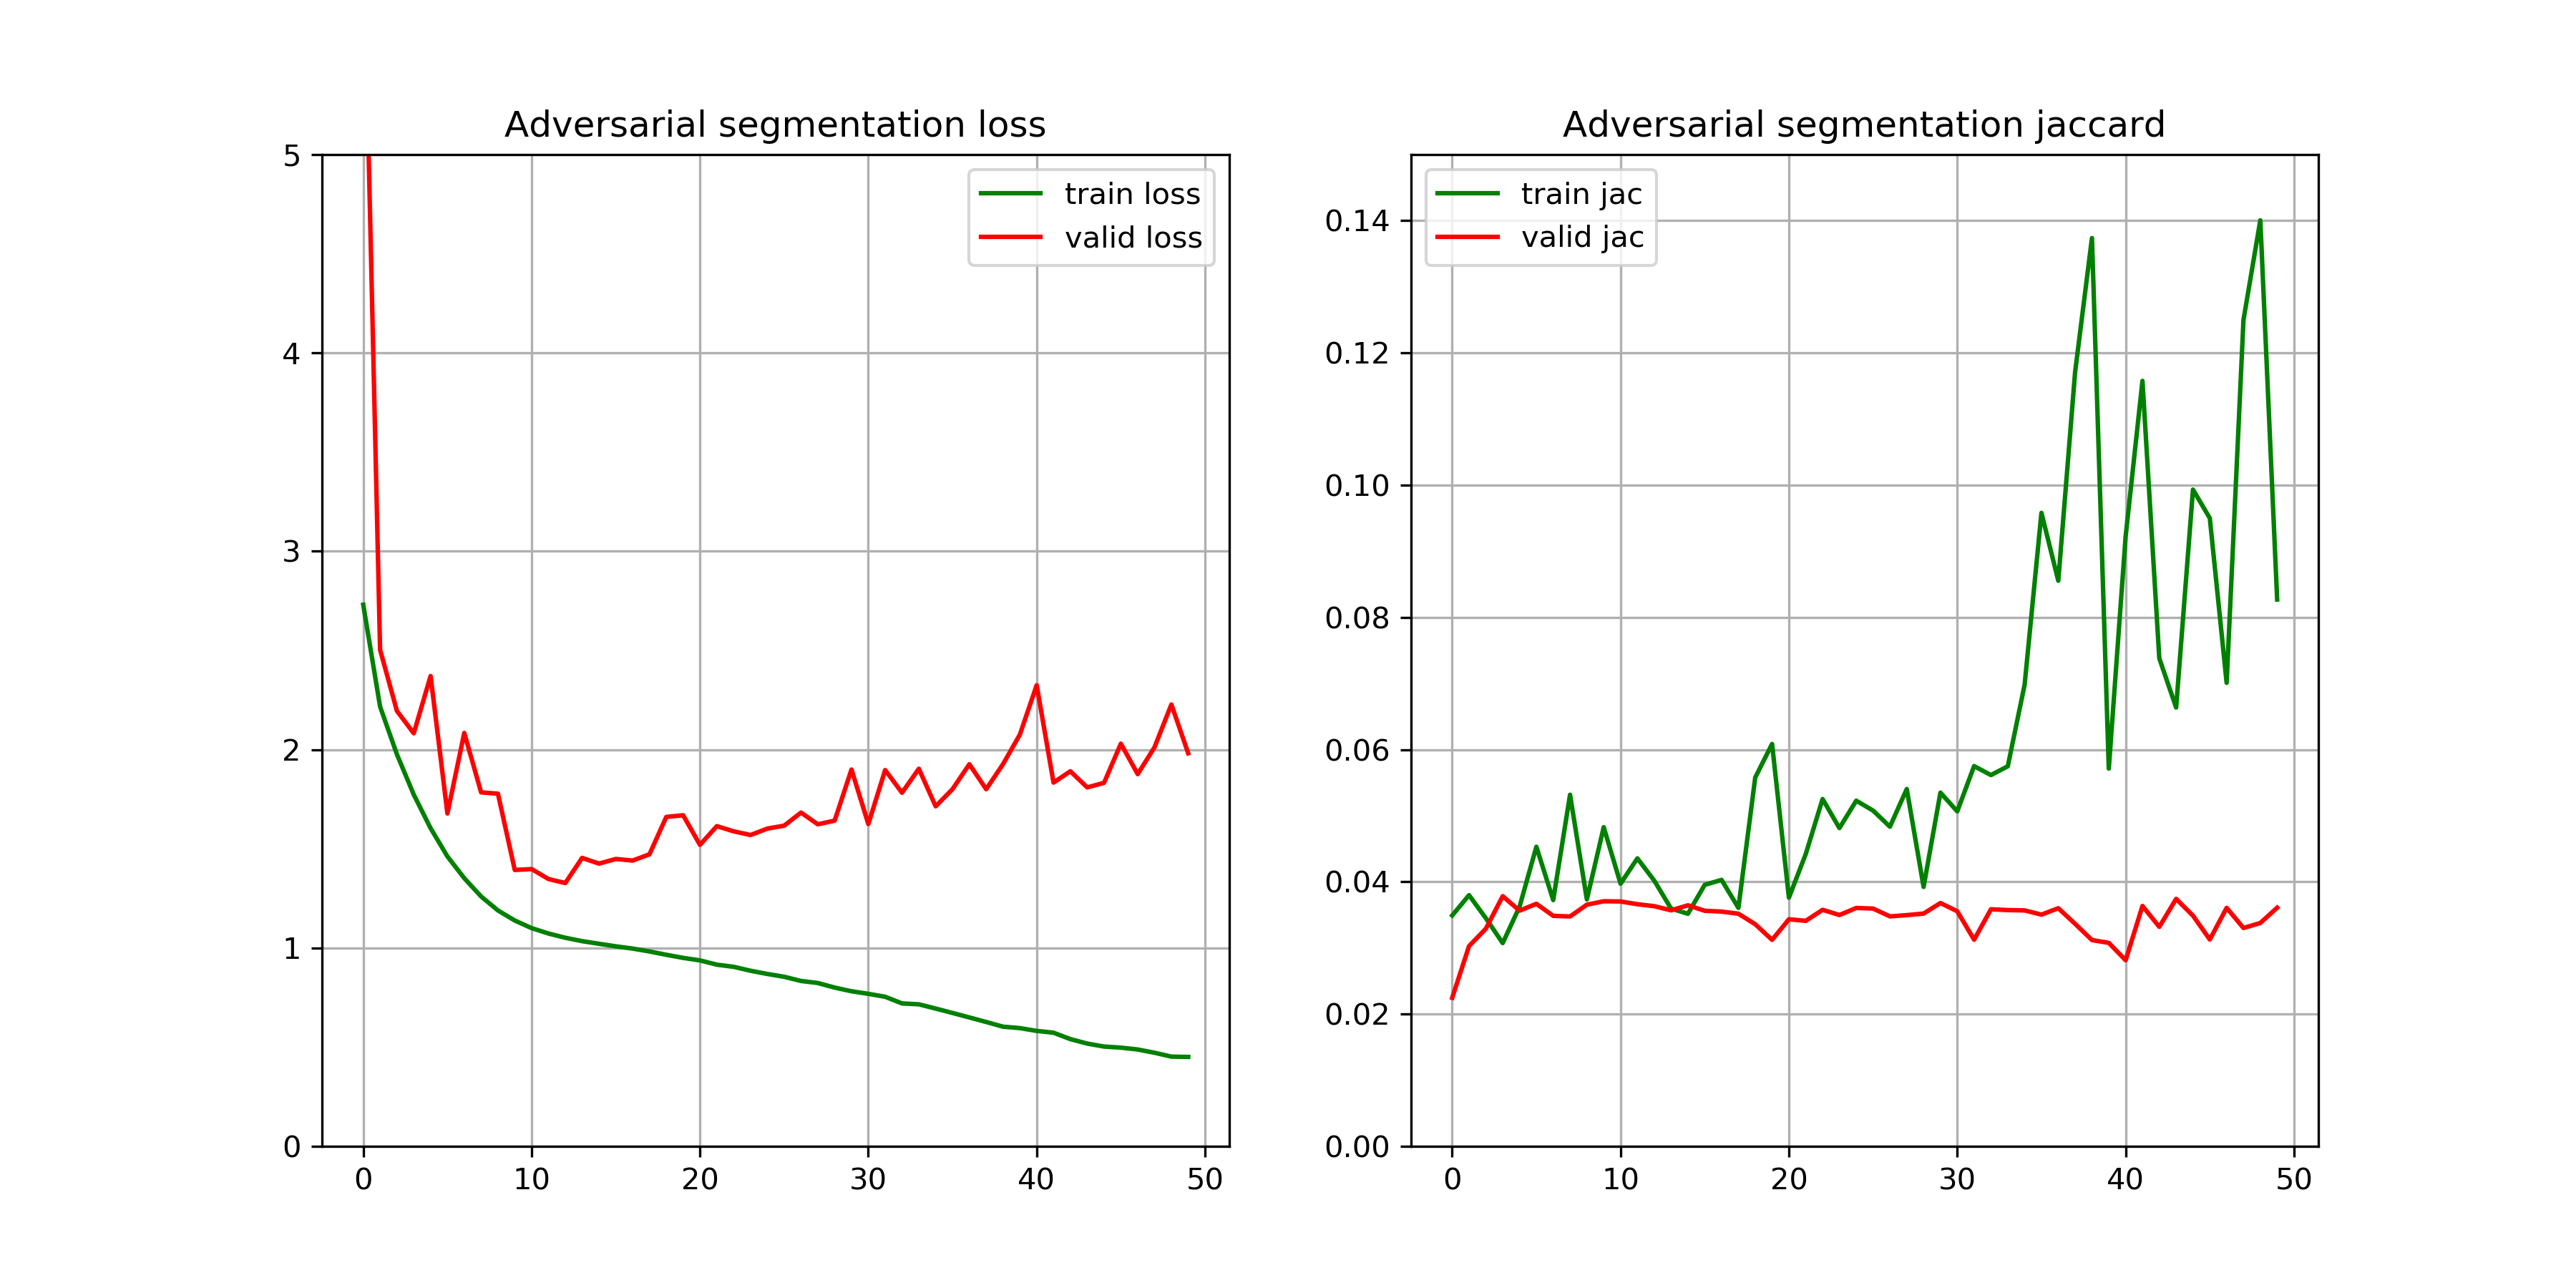 Adversarial segmentation loss
5
4
3
2
1
0
0 10 20 30 40 50
train loss
valid loss
Adversarial segmentation jaccard
0.14
0.12
0.10
0.08
0.06
0.04
0.02
0.00
0 10 20 30 40 50
train jac
valid jac